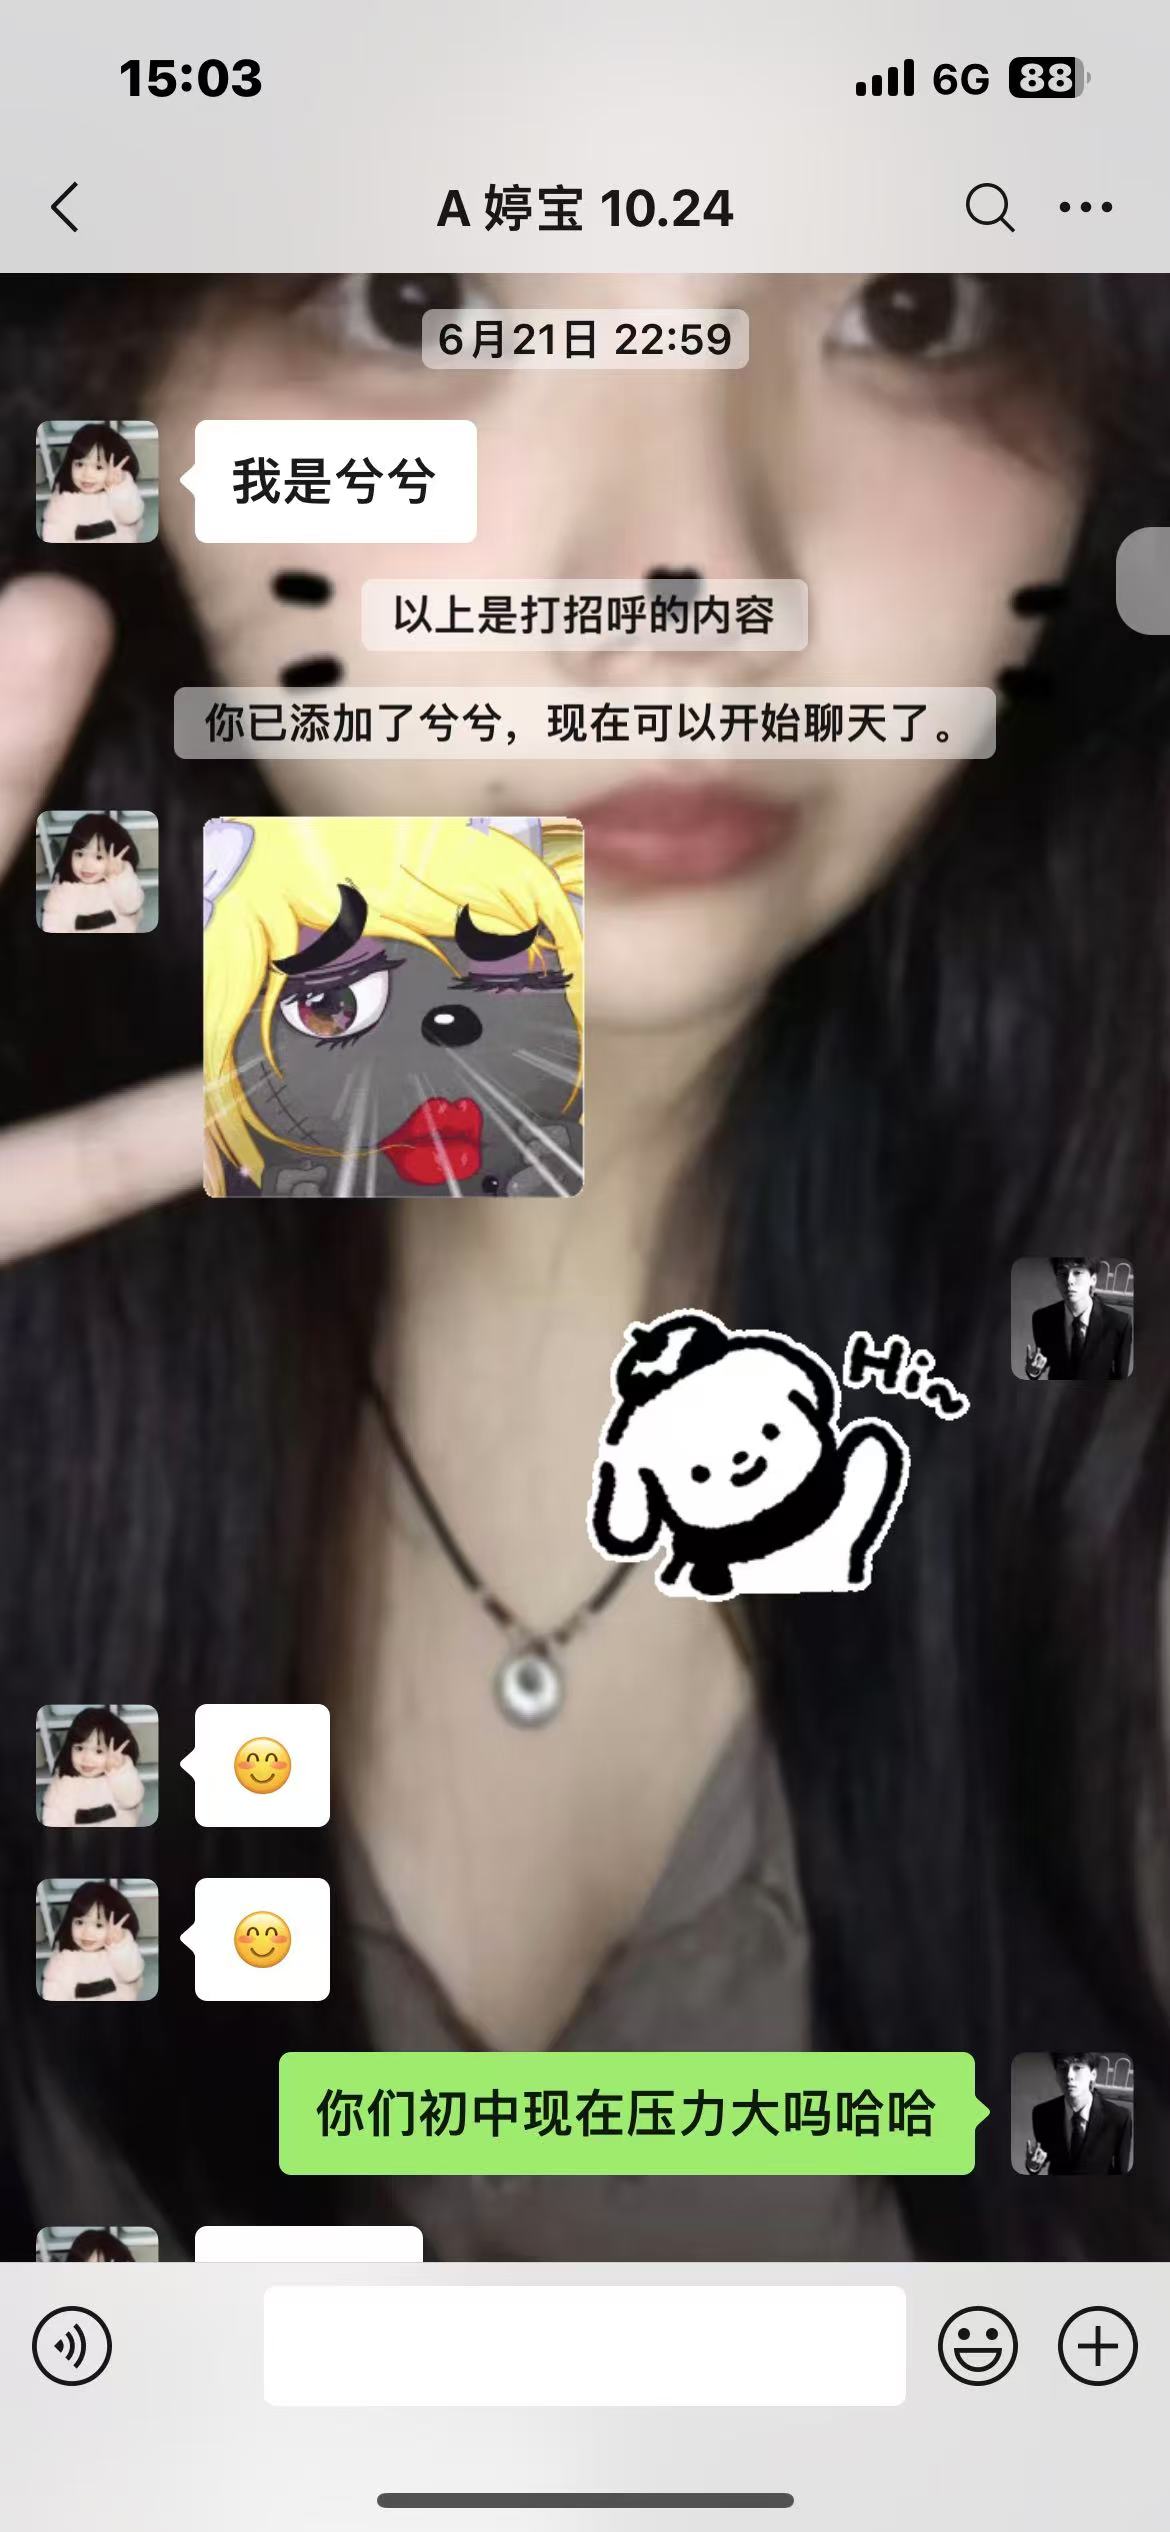 15:03
6G 88
A 婷宝 10.24
6月21日 22:59
我是兮兮
以上是打招呼的内容
你已添加了兮兮，现在可以开始聊天了。
Hi~
你们初中现在压力大吗哈哈